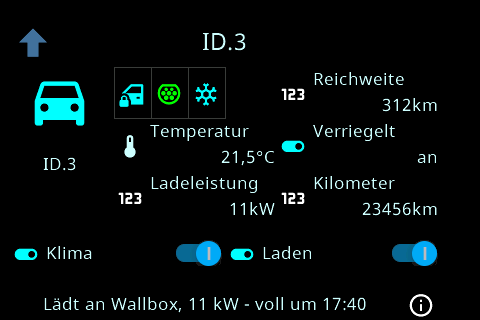 ID.3
123 Reichweite
312km
Temperatur
21,5°C
Verriegelt
an
ID.3
123 Ladeleistung
11kW
123 Kilometer
23456km
Klima
Laden
Lädt an Wallbox, 11 kW - voll um 17:40